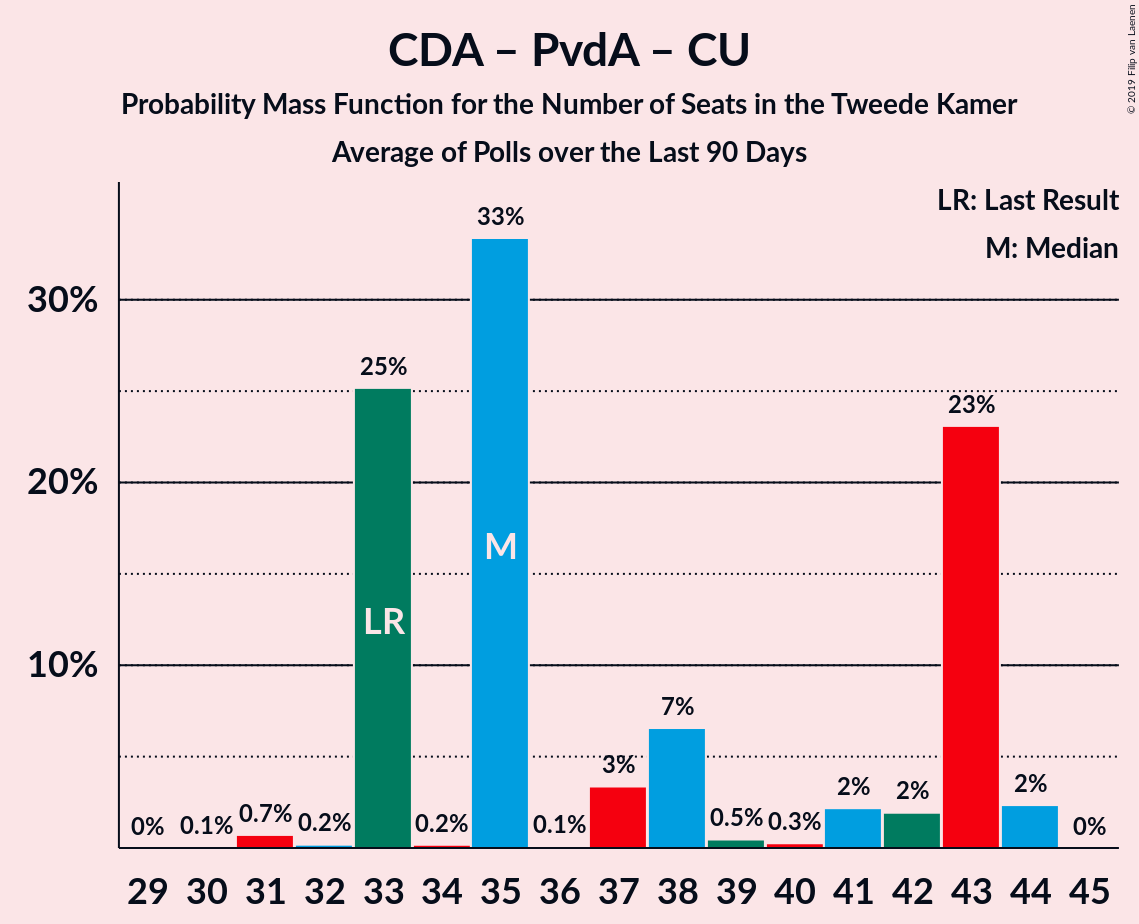 CDA – PvdA – CU
Probability Mass Function for the Number of Seats in the Tweede Kamer
Average of Polls over the Last 90 Days
© 2019 Filip van Laenen
LR: Last Result
M: Median
30%
20%
10%
0% 0.1% 0.7% 0.2% 25% 0.2% 33% 0.1% 3% 7% 0.5% 0.3% 2% 2% 23% 2% 0%
LR
M
29 30 31 32 33 34 35 36 37 38 39 40 41 42 43 44 45